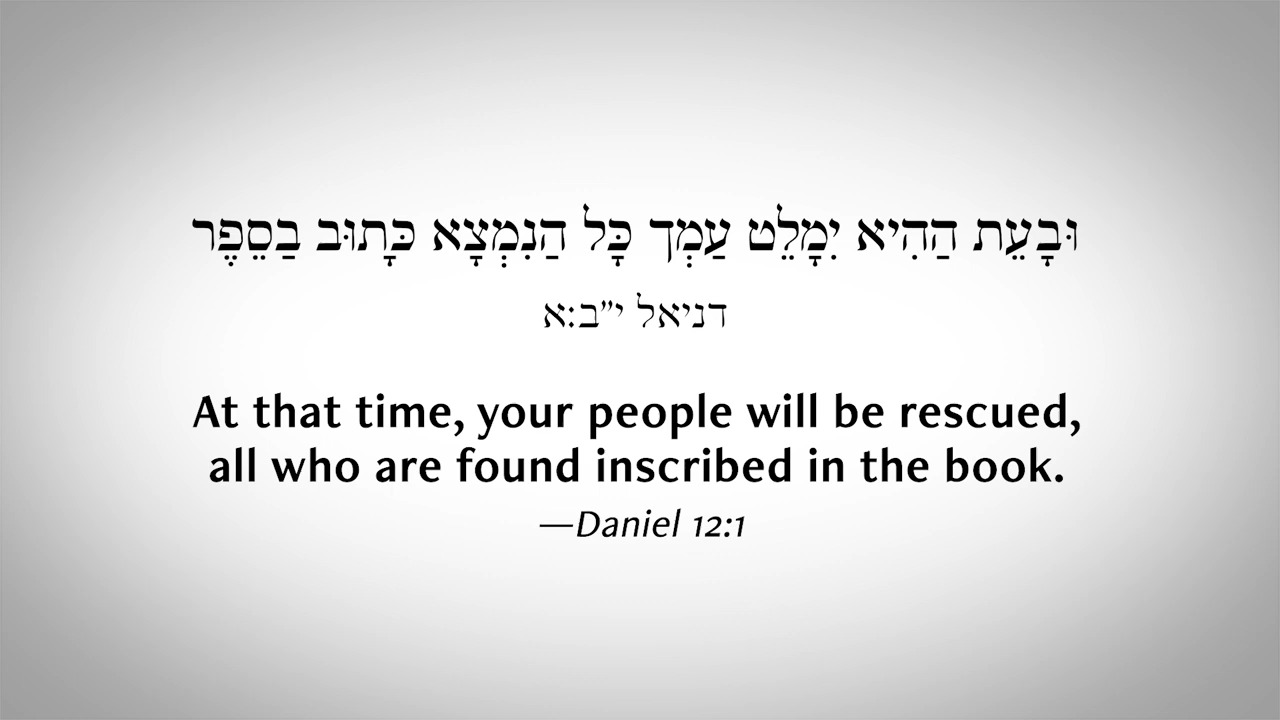 וּבָעֵת הַהִיא יִמָלֵט עַמְךּ כָּל הַנִמְצָא כָּתוּב בַסֵפֶר
דניאל י״ב:א
At that time, your people will be rescued,
all who are found inscribed in the book.
—Daniel 12:1